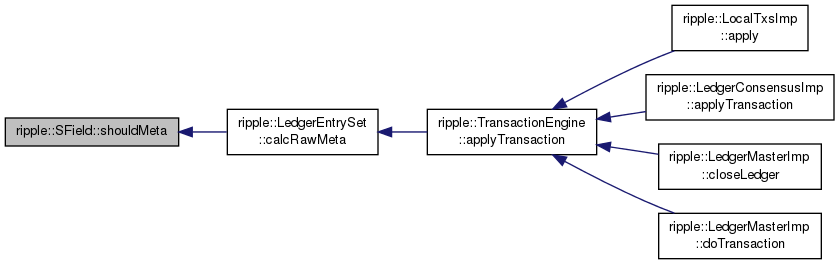 ripple::SField::shouldMeta
ripple::LedgerEntrySet
::calcRawMeta
ripple::TransactionEngine
::applyTransaction
ripple::LocalTxsImp
::apply
ripple::LedgerConsensusImp
::applyTransaction
ripple::LedgerMasterImp
::closeLedger
ripple::LedgerMasterImp
::doTransaction